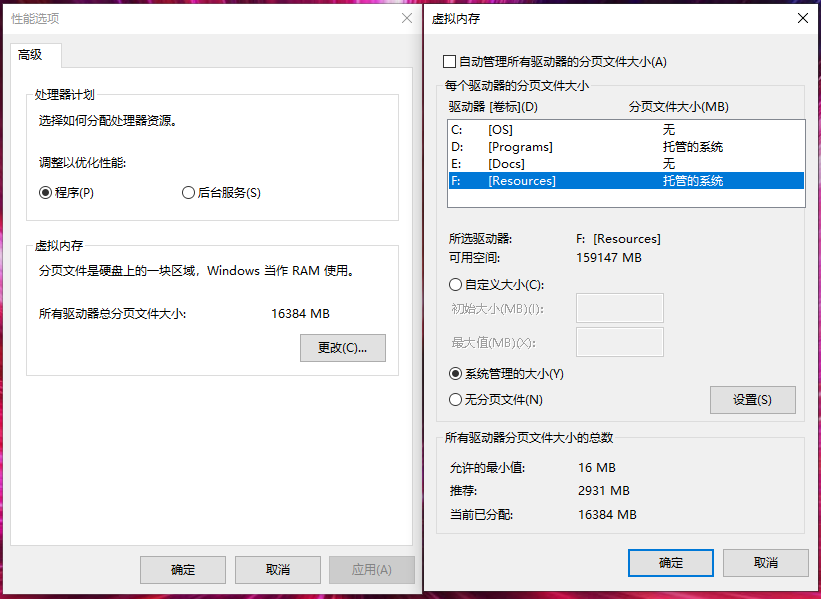 性能选项
高级
处理器计划
选择如何分配处理器资源。
调整以优化性能:
程序(P)
后台服务(S)
虚拟内存
分页文件是硬盘上的一块区域，Windows 当作 RAM 使用。
所有驱动器总分页文件大小: 16384 MB
更改(C)...
确定 取消 应用(A)
虚拟内存
自动管理所有驱动器的分页文件大小(A)
每个驱动器的分页文件大小
驱动器 [卷标](D) 分页文件大小(MB)
C: [OS] 无
D: [Programs] 托管的系统
E: [Docs] 无
F: [Resources] 托管的系统
所选驱动器: F: [Resources]
可用空间: 159147 MB
自定义大小(C):
初始大小(MB)(I):
最大值(MB)(X):
系统管理的大小(Y)
无分页文件(N) 设置(S)
所有驱动器分页文件大小的总数
允许的最小值: 16 MB
推荐: 2931 MB
当前已分配: 16384 MB
确定 取消